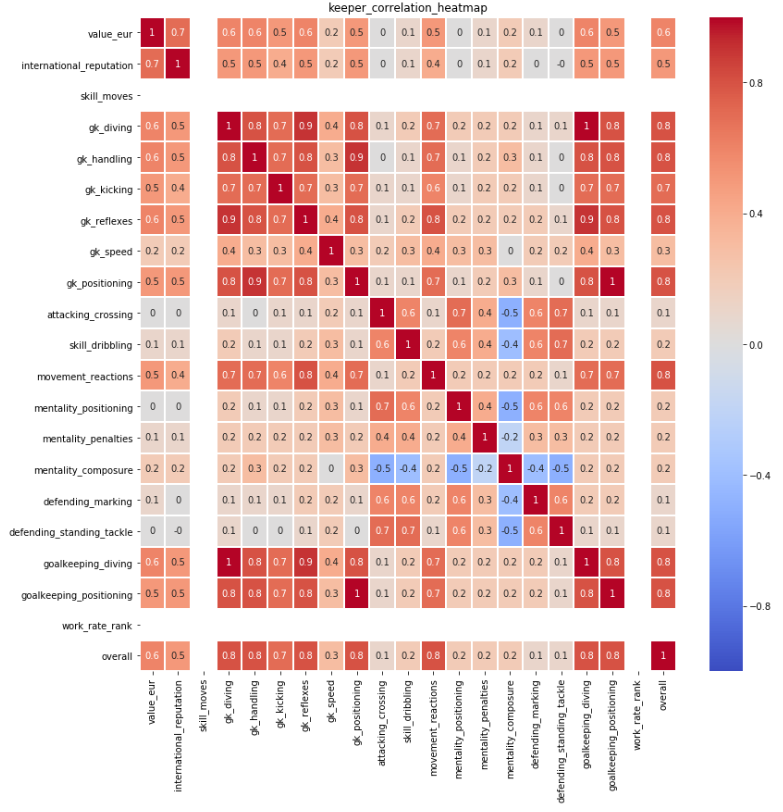 keeper_correlation_heatmap
value_eur 1 0.7 0.6 0.6 0.5 0.6 0.2 0.5 0 0.1 0.5 0 0.1 0.2 0.1 0 0.6 0.5 0.6
international_reputation 0.7 1 0.5 0.5 0.4 0.5 0.2 0.5 0 0.1 0.4 0 0.1 0.2 0 -0 0.5 0.5 0.5
skill_moves
gk_diving 0.6 0.5 1 0.8 0.7 0.9 0.4 0.8 0.1 0.2 0.7 0.2 0.2 0.2 0.1 0.1 1 0.8 0.8
gk_handling 0.6 0.5 0.8 1 0.7 0.8 0.3 0.9 0 0.1 0.7 0.1 0.2 0.3 0.1 0 0.8 0.8 0.8
gk_kicking 0.5 0.4 0.7 0.7 1 0.7 0.3 0.7 0.1 0.1 0.6 0.1 0.2 0.2 0.1 0 0.7 0.7 0.7
gk_reflexes 0.6 0.5 0.9 0.8 0.7 1 0.4 0.8 0.1 0.2 0.8 0.2 0.2 0.2 0.2 0.1 0.9 0.8 0.8
gk_speed 0.2 0.2 0.4 0.3 0.3 0.4 1 0.3 0.2 0.3 0.4 0.3 0.3 0 0.2 0.2 0.4 0.3 0.3
gk_positioning 0.5 0.5 0.8 0.9 0.7 0.8 0.3 1 0.1 0.2 0.7 0.1 0.2 0.3 0.1 0 0.8 1 0.8
attacking_crossing 0 0 0.1 0 0.1 0.1 0.2 0.1 1 0.6 0.1 0.7 0.4 -0.5 0.6 0.7 0.1 0.1 0.1
skill_dribbling 0.1 0.1 0.2 0.1 0.1 0.2 0.3 0.2 0.6 1 0.2 0.6 0.4 -0.4 0.6 0.7 0.2 0.2 0.2
movement_reactions 0.5 0.4 0.7 0.7 0.6 0.8 0.4 0.7 0.1 0.2 1 0.2 0.2 0.2 0.2 0.1 0.7 0.7 0.8
mentality_positioning 0 0 0.2 0.1 0.1 0.2 0.3 0.1 0.7 0.6 0.2 1 0.4 -0.5 0.6 0.6 0.2 0.2 0.2
mentality_penalties 0.1 0.1 0.2 0.2 0.2 0.2 0.3 0.2 0.4 0.4 0.2 0.4 1 -0.2 0.3 0.3 0.2 0.2 0.2
mentality_composure 0.2 0.2 0.2 0.3 0.2 0.2 0 0.3 -0.5 -0.4 0.2 -0.5 -0.2 1 -0.4 -0.5 0.2 0.2 0.2
defending_marking 0.1 0 0.1 0.1 0.1 0.2 0.2 0.1 0.6 0.6 0.2 0.6 0.3 -0.4 1 0.6 0.2 0.2 0.1
defending_standing_tackle 0 -0 0.1 0 0 0.1 0.2 0 0.7 0.7 0.1 0.6 0.3 -0.5 0.6 1 0.1 0.1 0.1
goalkeeping_diving 0.6 0.5 1 0.8 0.7 0.9 0.4 0.8 0.1 0.2 0.7 0.2 0.2 0.2 0.2 0.1 1 0.8 0.8
goalkeeping_positioning 0.5 0.5 0.8 0.8 0.7 0.8 0.3 1 0.1 0.2 0.7 0.2 0.2 0.2 0.2 0.1 0.8 1 0.8
work_rate_rank
overall 0.6 0.5 0.8 0.8 0.7 0.8 0.3 0.8 0.1 0.2 0.8 0.2 0.2 0.2 0.1 0.1 0.8 0.8 1
value_eur
international_reputation
skill_moves
gk_diving
gk_handling
gk_kicking
gk_reflexes
gk_speed
gk_positioning
attacking_crossing
skill_dribbling
movement_reactions
mentality_positioning
mentality_penalties
mentality_composure
defending_marking
defending_standing_tackle
goalkeeping_diving
goalkeeping_positioning
work_rate_rank
overall
0.8
0.4
0.0
−0.4
−0.8